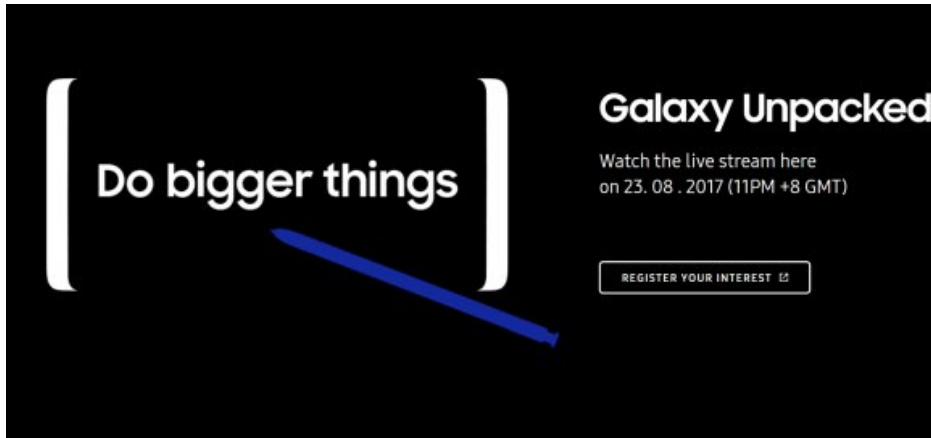 Do bigger things
Galaxy Unpacked
Watch the live stream here
on 23. 08 . 2017 (11PM +8 GMT)
REGISTER YOUR INTEREST